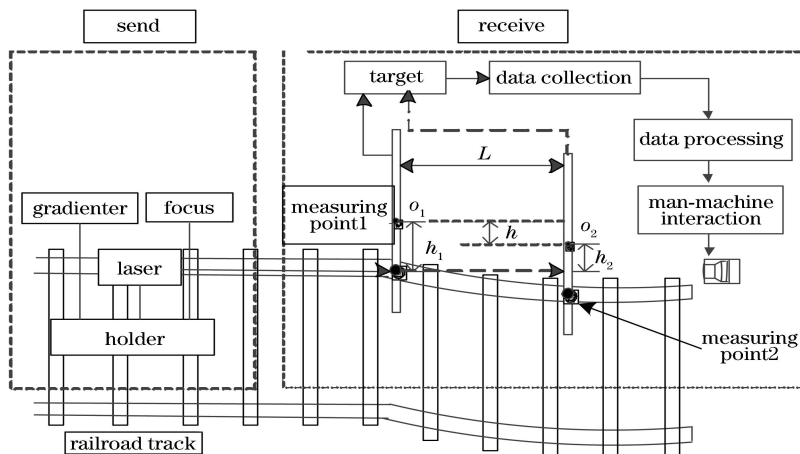 send
receive
target
data collection
data processing
man-machine
interaction
L
gradienter
focus
measuring
point1
o1
h
o2
h1
h2
laser
holder
measuring
point2
railroad track